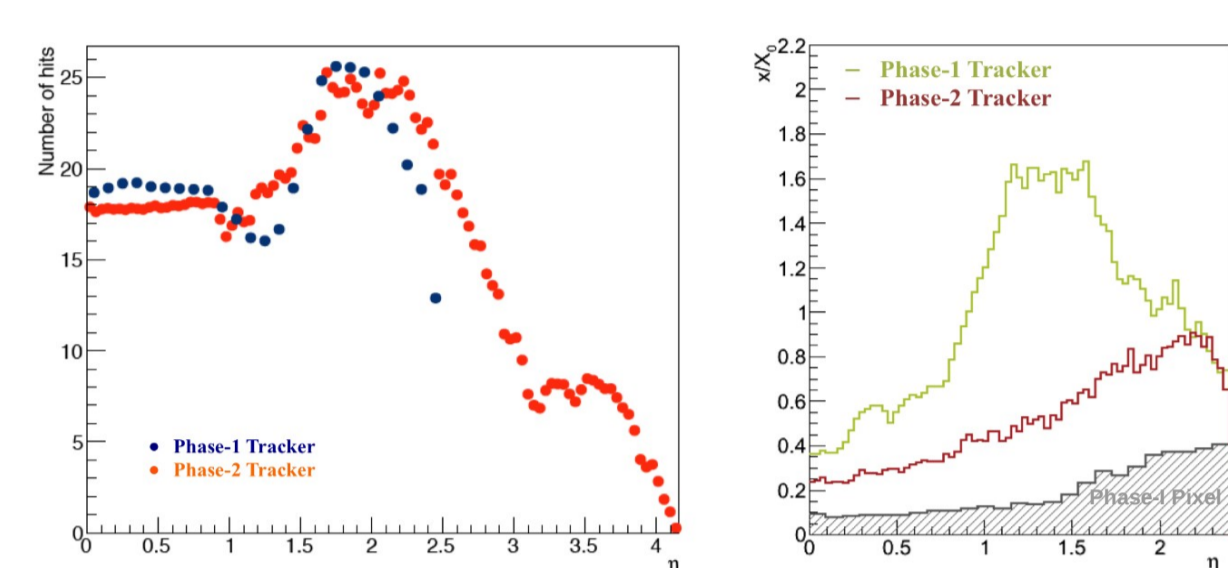 Number of hits
25
20
15
10
5
0
Phase-1 Tracker
Phase-2 Tracker
0 0.5 1 1.5 2 2.5 3 3.5 4
η
x/X0
2.2
2
1.8
1.6
1.4
1.2
1
0.8
0.6
0.4
0.2
0
Phase-1 Tracker
Phase-2 Tracker
Phase-I Pixel
0 0.5 1 1.5 2
η